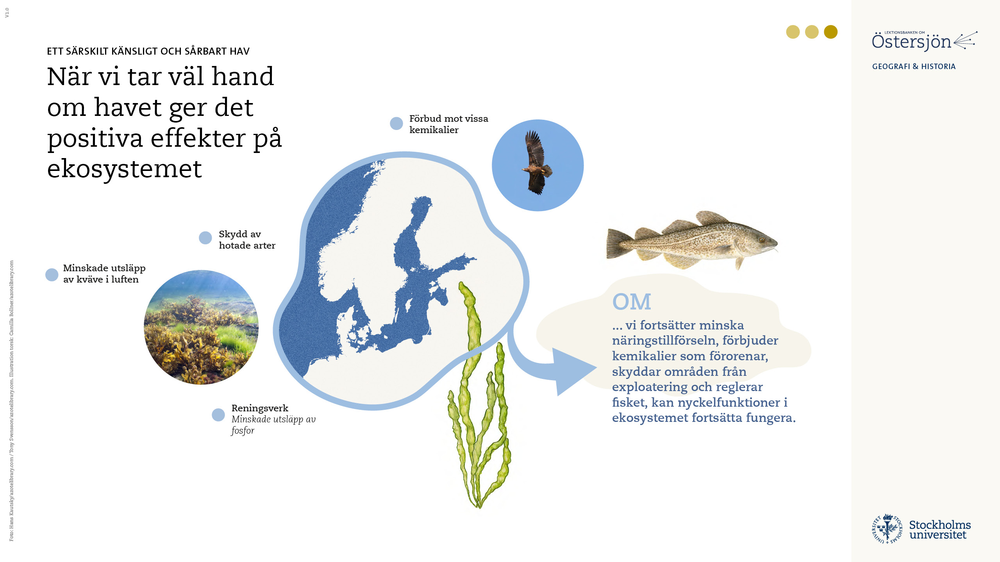 V1.0
ETT SÄRSKILT KÄNSLIGT OCH SÅRBART HAV
När vi tar väl hand
om havet ger det
positiva effekter på
ekosystemet
LEKTIONSBANKEN OM
Östersjön
GEOGRAFI & HISTORIA
Förbud mot vissa
kemikalier
Skydd av
hotade arter
Minskade utsläpp
av kväve i luften
Reningsverk
Minskade utsläpp av
fosfor
OM
... vi fortsätter minska
näringstillförseln, förbjuder
kemikalier som förorenar,
skyddar områden från
exploatering och reglerar
fisket, kan nyckelfunktioner i
ekosystemet fortsätta fungera.
Foto: Hans Kautsky/azotelibrary.com / Tony Svensson/azotelibrary.com. Illustration torsk: Camilla Bollner/azotelibrary.com
STOCKHOLMS UNIVERSITET
Stockholms
universitet